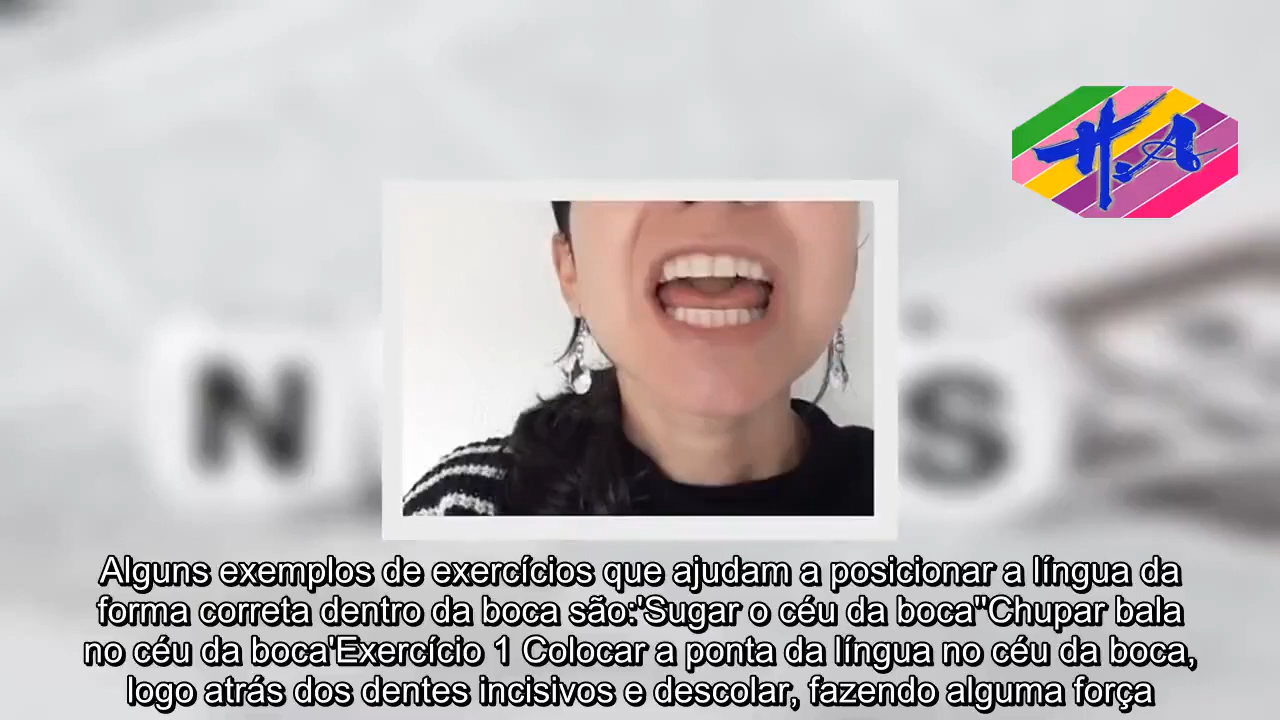 H.A
N S
Alguns exemplos de exercícios que ajudam a posicionar a língua da
forma correta dentro da boca são:'Sugar o céu da boca"Chupar bala
no céu da boca'Exercício 1 Colocar a ponta da língua no céu da boca,
logo atrás dos dentes incisivos e descolar, fazendo alguma força